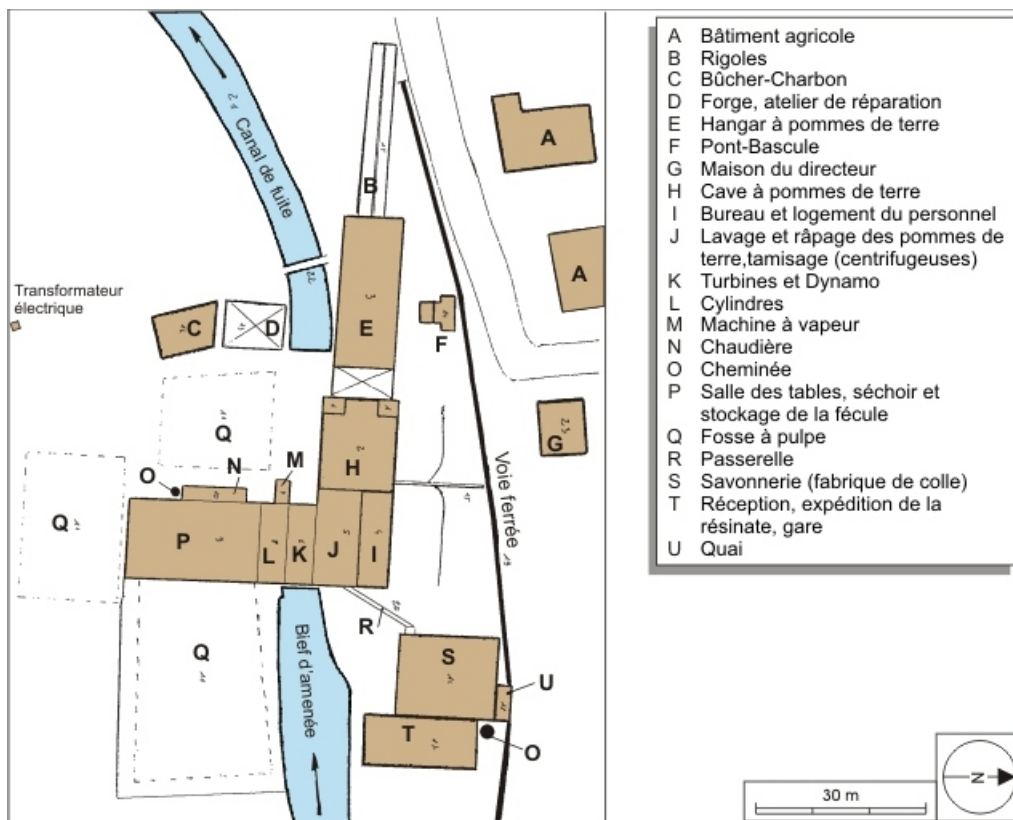 A Bâtiment agricole
B Rigoles
C Bûcher-Charbon
D Forge, atelier de réparation
E Hangar à pommes de terre
F Pont-Bascule
G Maison du directeur
H Cave à pommes de terre
I Bureau et logement du personnel
J Lavage et râpage des pommes de
terre,tamisage (centrifugeuses)
K Turbines et Dynamo
L Cylindres
M Machine à vapeur
N Chaudière
O Cheminée
P Salle des tables, séchoir et
stockage de la fécule
Q Fosse à pulpe
R Passerelle
S Savonnerie (fabrique de colle)
T Réception, expédition de la
résinate, gare
U Quai
Canal de fuite
A
B
A
Transformateur
électrique
C
D
E
F
G
Q
H
M
N
O
Voie ferrée
Q
P
L
K
J
I
R
Bief d'amenée
Q
S
U
T
O
30 m
N